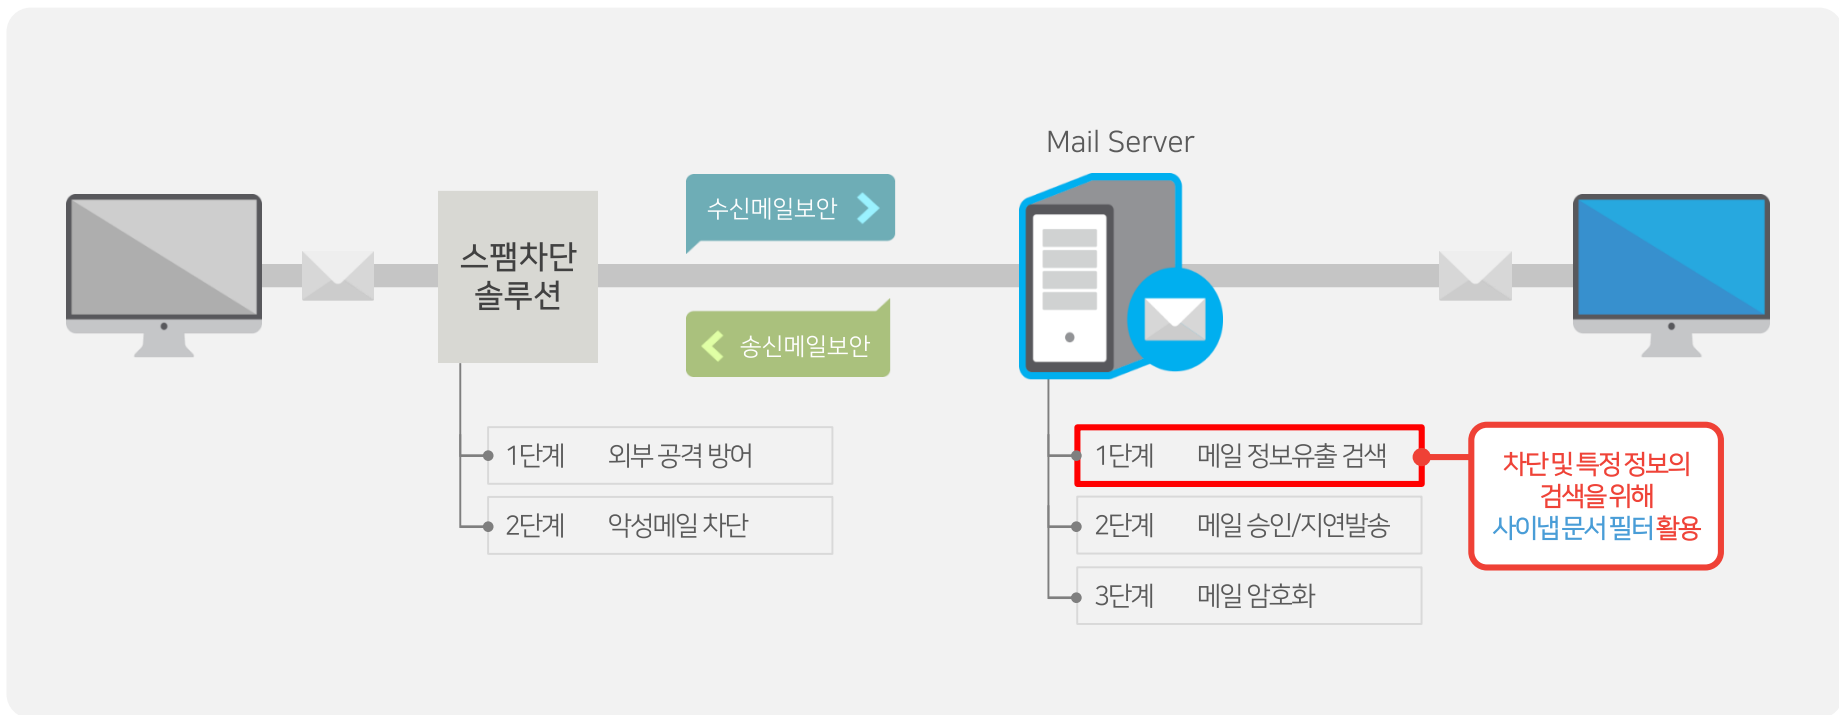 Mail Server
수신메일보안
스팸차단
솔루션
송신메일보안
1단계 외부 공격 방어
2단계 악성메일 차단
1단계 메일 정보유출 검색
2단계 메일 승인/지연발송
3단계 메일 암호화
차단 및 특정 정보의
검색을 위해
사이냅 문서 필터 활용